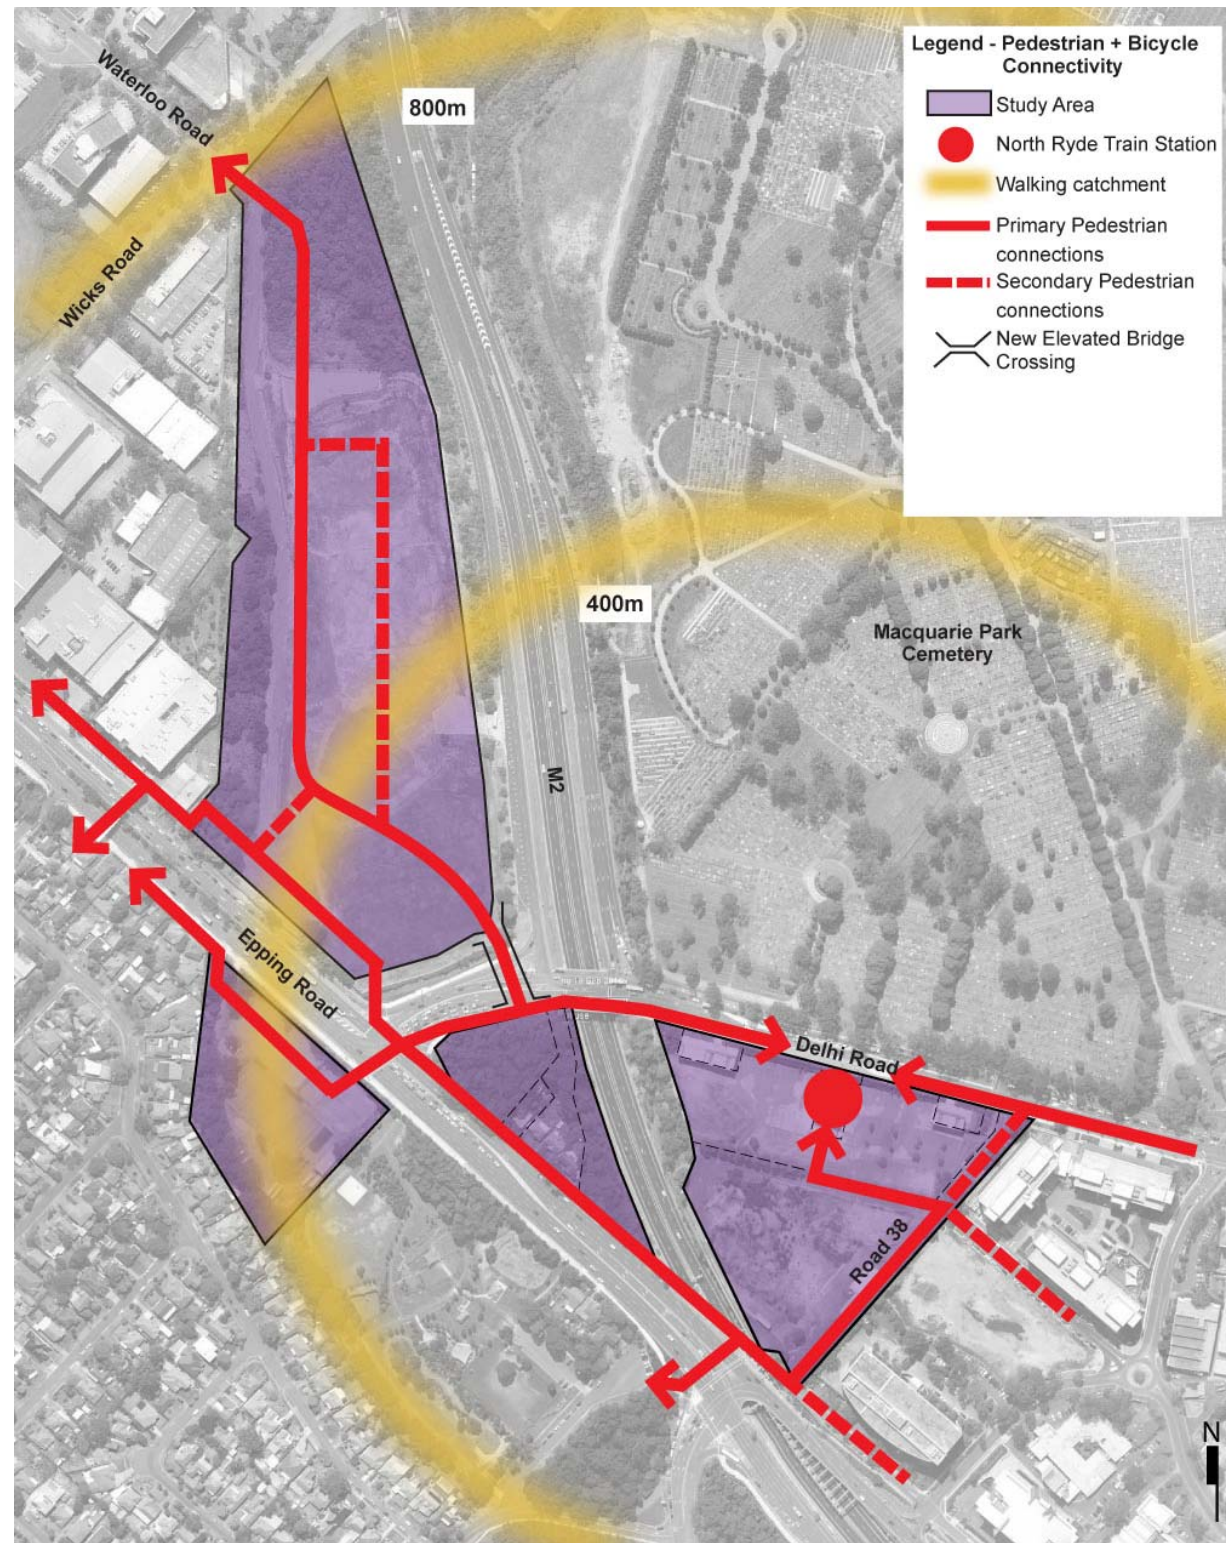 Legend - Pedestrian + Bicycle
Connectivity
Study Area
North Ryde Train Station
Walking catchment
Primary Pedestrian
connections
Secondary Pedestrian
connections
New Elevated Bridge
Crossing
Waterloo Road
800m
Wicks Road
400m
Macquarie Park
Cemetery
M2
Epping Road
Delhi Road
Road 38
N